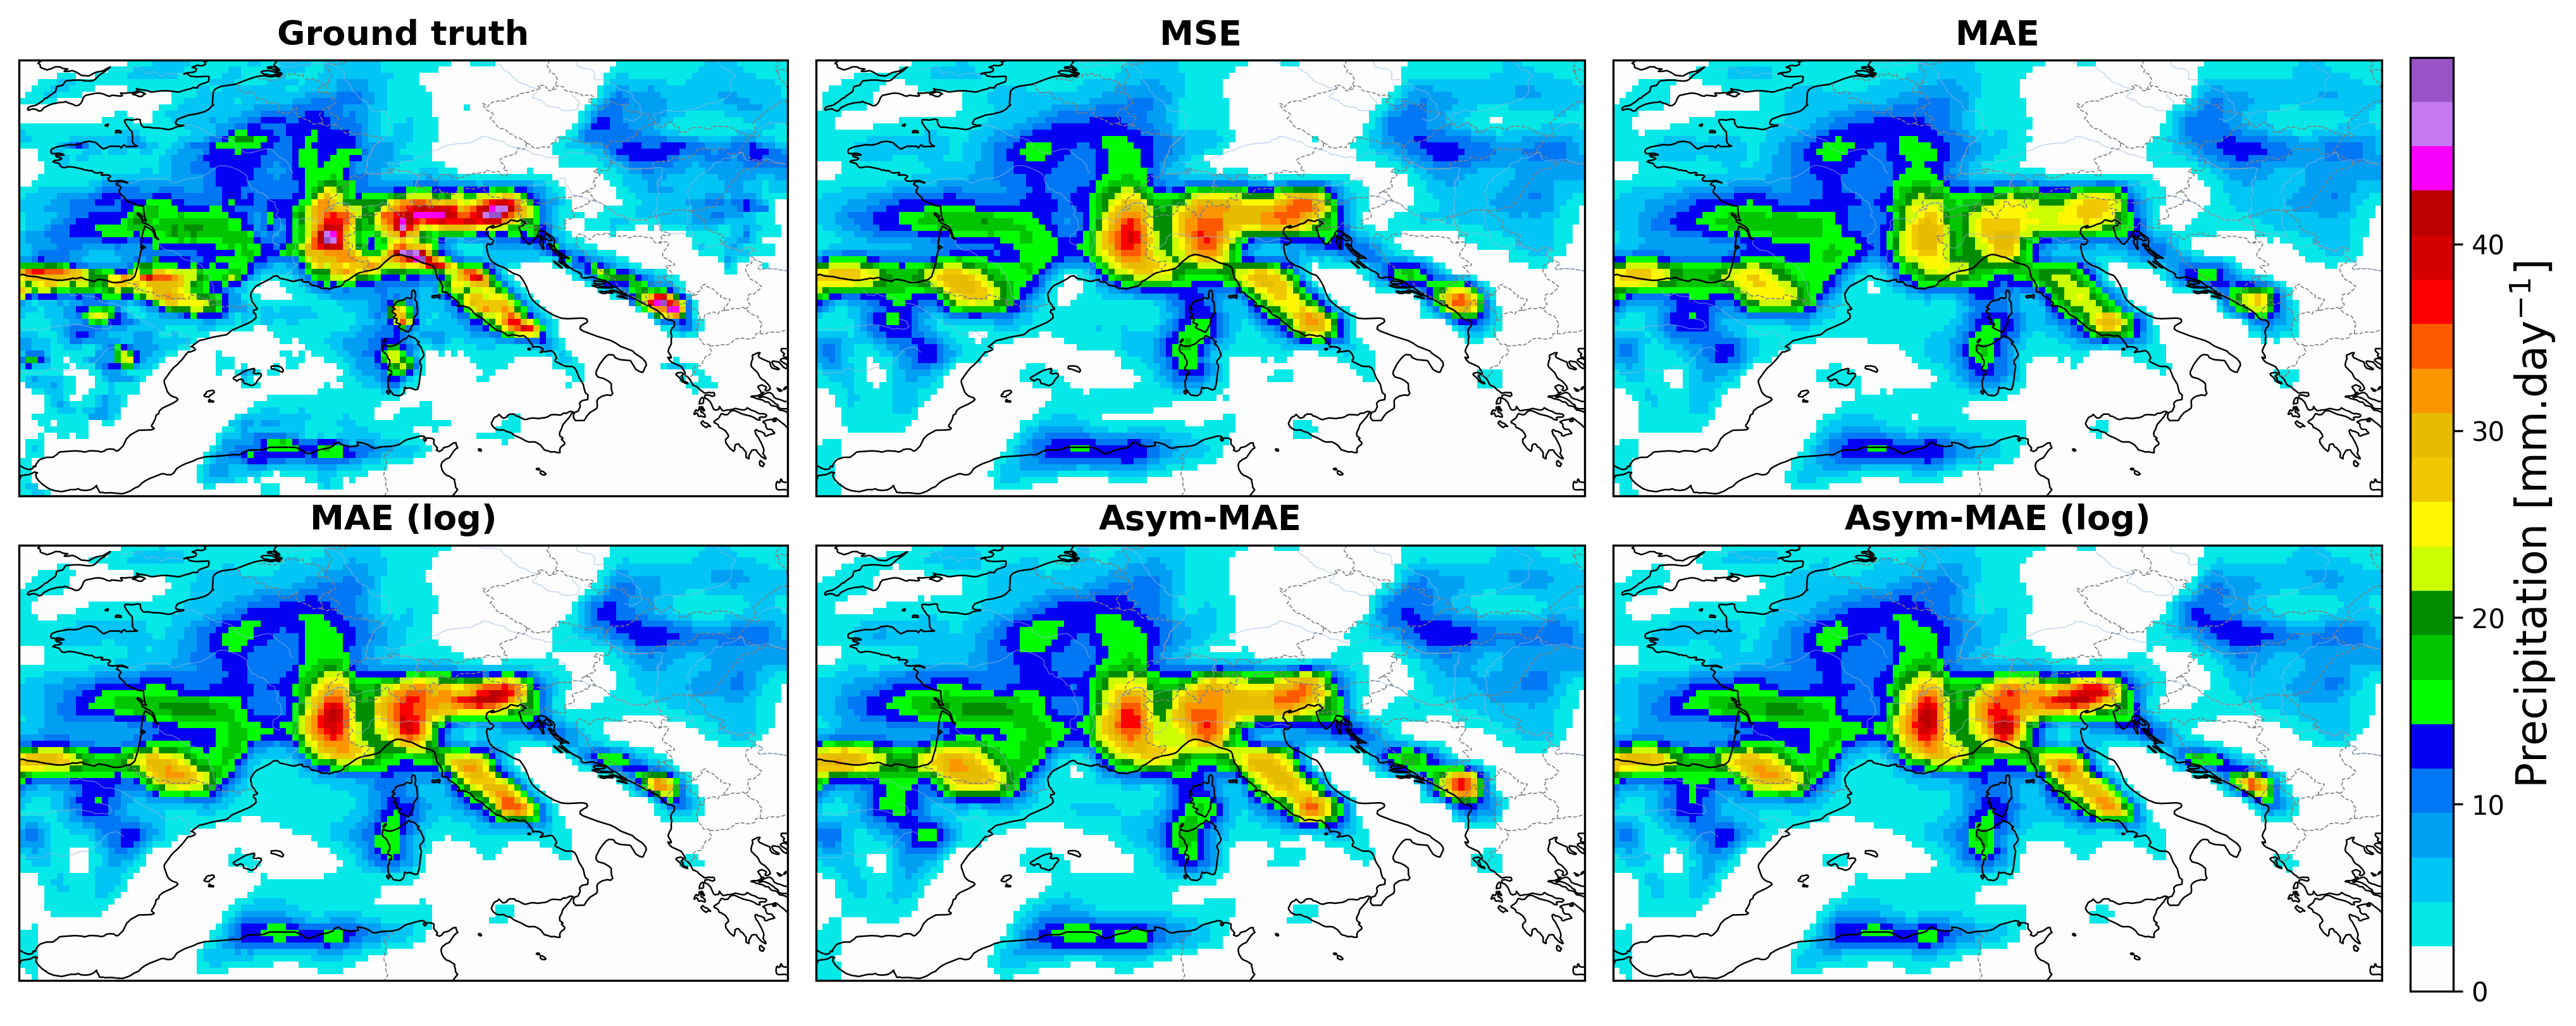 Ground truth
MSE
MAE
MAE (log)
Asym-MAE
Asym-MAE (log)
40
30
20
10
0
Precipitation [mm.day⁻¹]